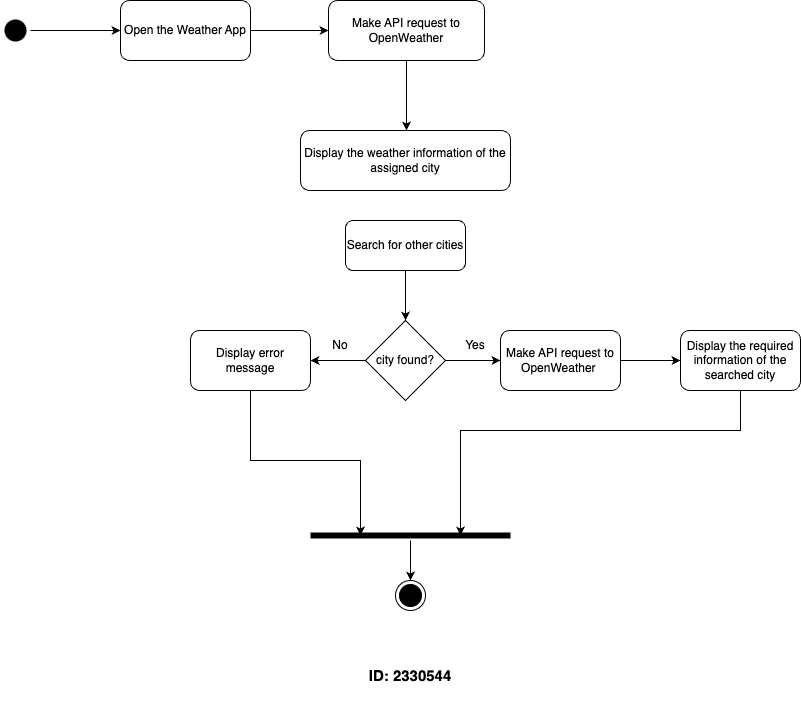 Open the Weather App
Make API request to
OpenWeather
Display the weather information of the
assigned city
Search for other cities
No
Yes
Display error
message
city found?
Make API request to
OpenWeather
Display the required
information of the
searched city
ID: 2330544